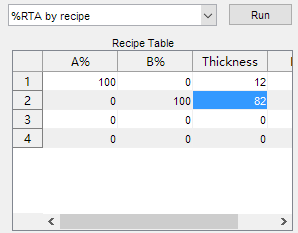 %RTA by recipe Run
Recipe Table
A% B% Thickness
1 100 0 12
2 0 100 82
3 0 0 0
4 0 0 0